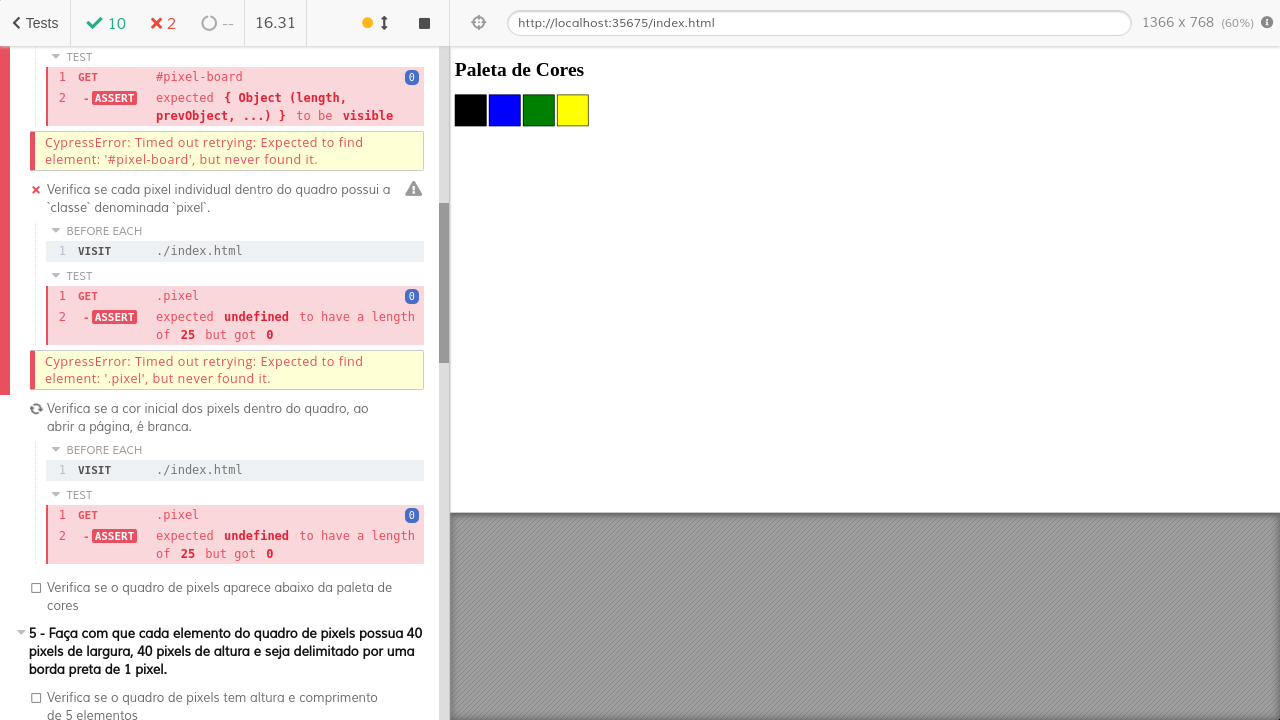 Tests
10
2
--
16.31
http://localhost:35675/index.html
1366 x 768 (60%)
TEST
1 GET #pixel-board 0
2 - ASSERT expected { Object (length,
prevObject, ...) } to be visible
CypressError: Timed out retrying: Expected to find
element: '#pixel-board', but never found it.
Verifica se cada pixel individual dentro do quadro possui a
`classe` denominada `pixel`.
BEFORE EACH
1 VISIT ./index.html
TEST
1 GET .pixel 0
2 - ASSERT expected undefined to have a length
of 25 but got 0
CypressError: Timed out retrying: Expected to find
element: '.pixel', but never found it.
Verifica se a cor inicial dos pixels dentro do quadro, ao
abrir a página, é branca.
BEFORE EACH
1 VISIT ./index.html
TEST
1 GET .pixel 0
2 - ASSERT expected undefined to have a length
of 25 but got 0
Verifica se o quadro de pixels aparece abaixo da paleta de
cores
5 - Faça com que cada elemento do quadro de pixels possua 40
pixels de largura, 40 pixels de altura e seja delimitado por uma
borda preta de 1 pixel.
Verifica se o quadro de pixels tem altura e comprimento
de 5 elementos
Paleta de Cores